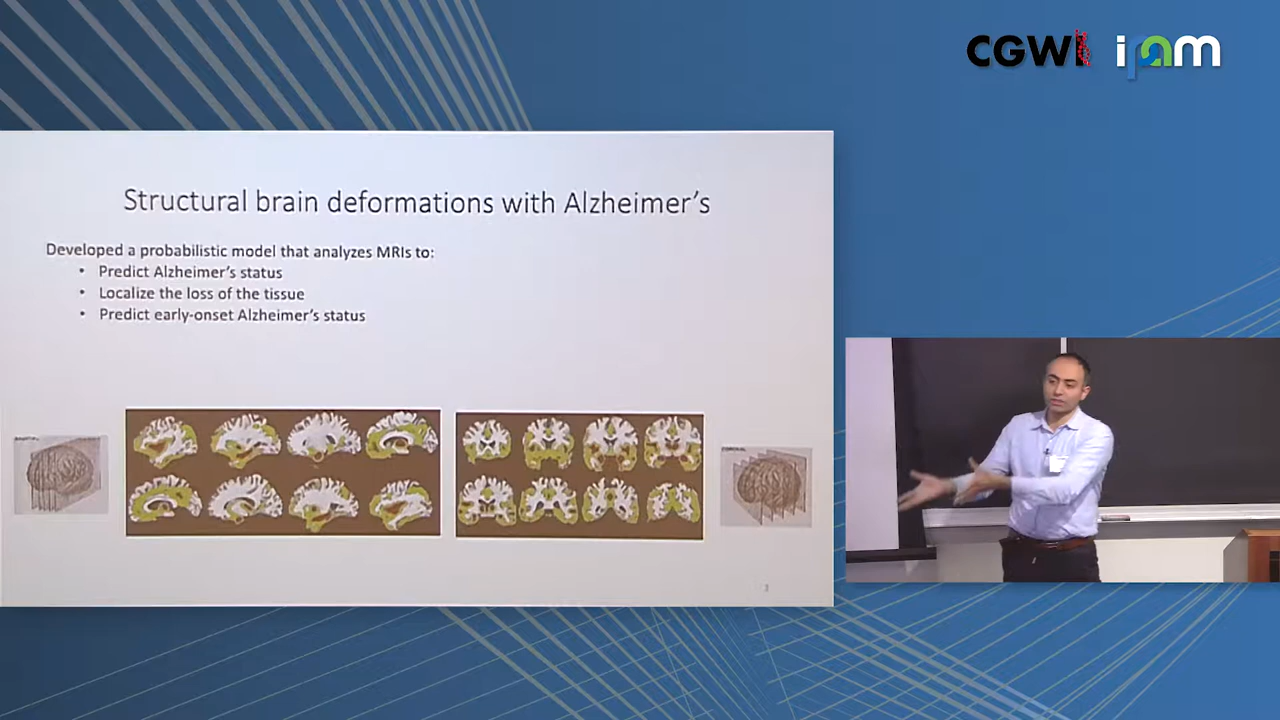 CGWI ipam
Structural brain deformations with Alzheimer's
Developed a probabilistic model that analyzes MRIs to:
• Predict Alzheimer's status
• Localize the loss of the tissue
• Predict early-onset Alzheimer's status